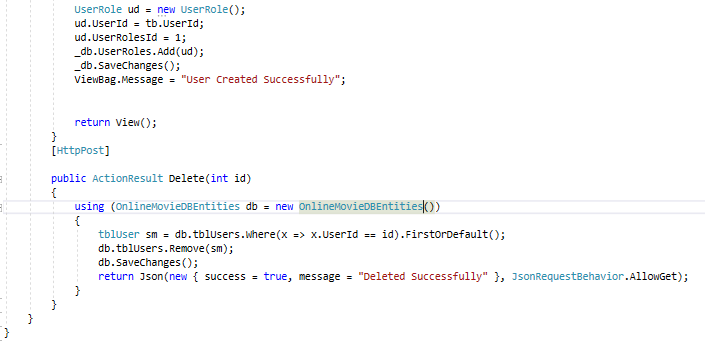 UserRole ud = new UserRole();
ud.UserId = tb.UserId;
ud.UserRolesId = 1;
_db.UserRoles.Add(ud);
_db.SaveChanges();
ViewBag.Message = "User Created Successfully";
return View();
}
[HttpPost]
public ActionResult Delete(int id)
{
using (OnlineMovieDBEntities db = new OnlineMovieDBEntities())
{
tblUser sm = db.tblUsers.Where(x => x.UserId == id).FirstOrDefault();
db.tblUsers.Remove(sm);
db.SaveChanges();
return Json(new { success = true, message = "Deleted Successfully" }, JsonRequestBehavior.AllowGet);
}
}
}
}